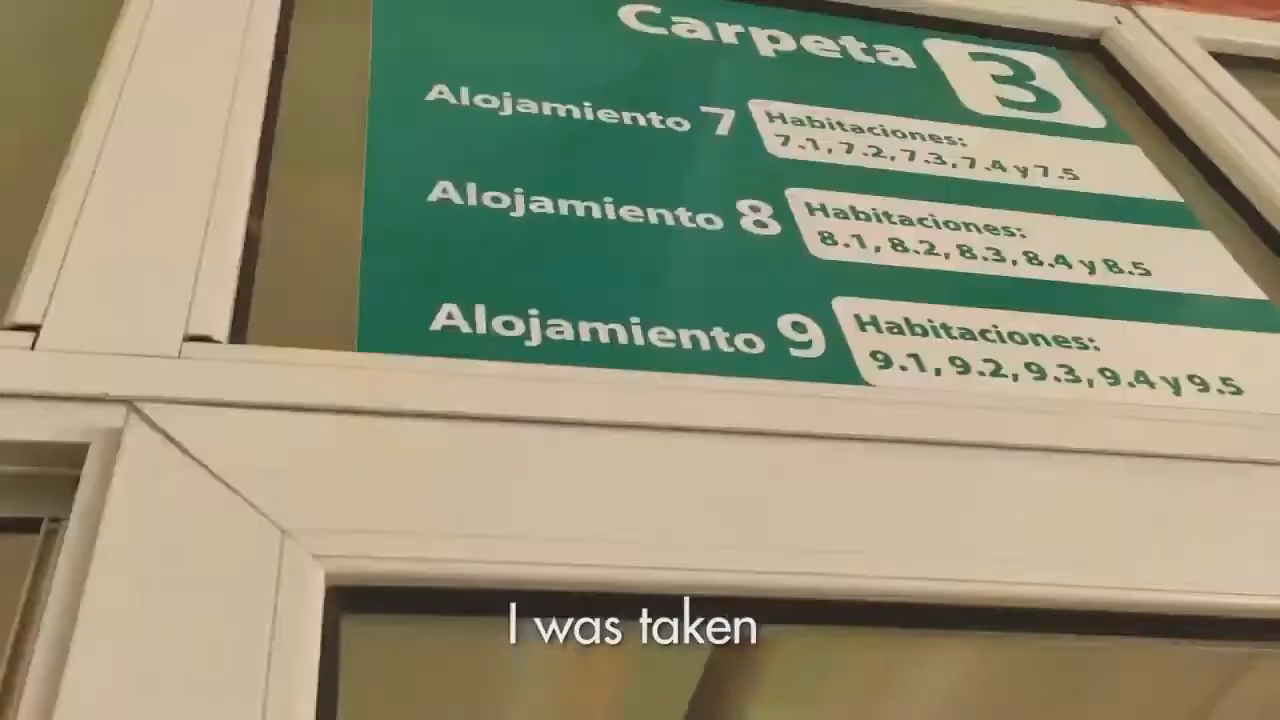 Carpeta 3
Alojamiento 7 Habitaciones:
7.1, 7.2, 7.3, 7.4 y 7.5
Alojamiento 8 Habitaciones:
8.1, 8.2, 8.3, 8.4 y 8.5
Alojamiento 9 Habitaciones:
9.1, 9.2, 9.3, 9.4 y 9.5
I was taken